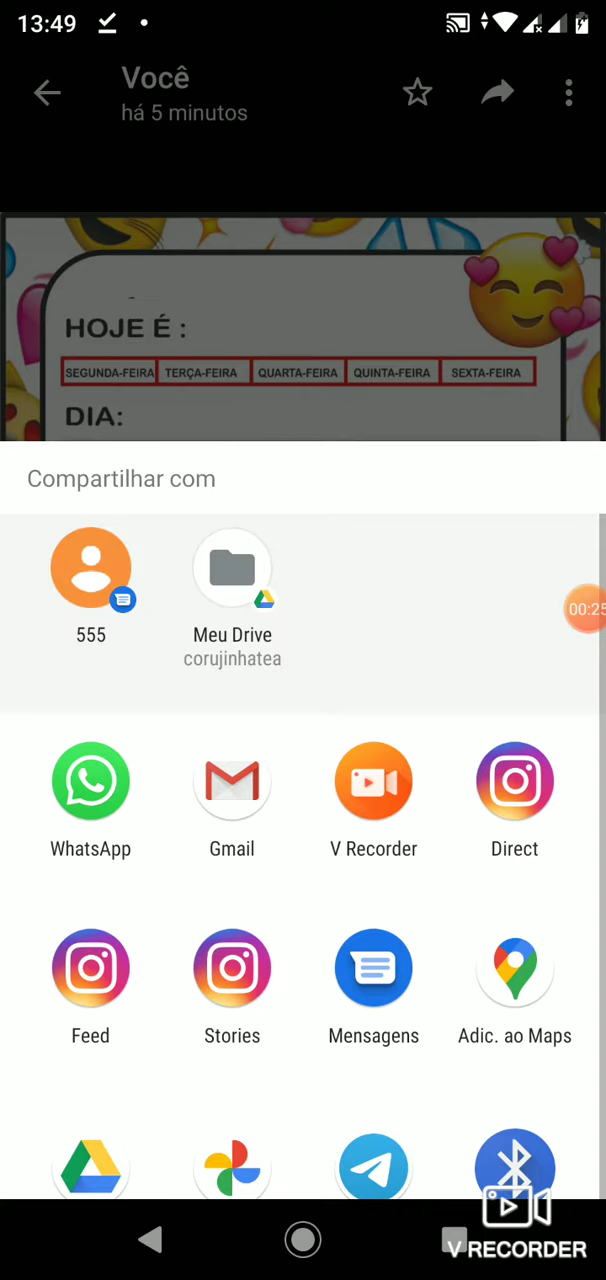 13:49
Você
há 5 minutos
HOJE É :
SEGUNDA-FEIRA TERÇA-FEIRA QUARTA-FEIRA QUINTA-FEIRA SEXTA-FEIRA
DIA:
Compartilhar com
00:25
555 Meu Drive
corujinhatea
WhatsApp Gmail V Recorder Direct
Feed Stories Mensagens Adic. ao Maps
V RECORDER